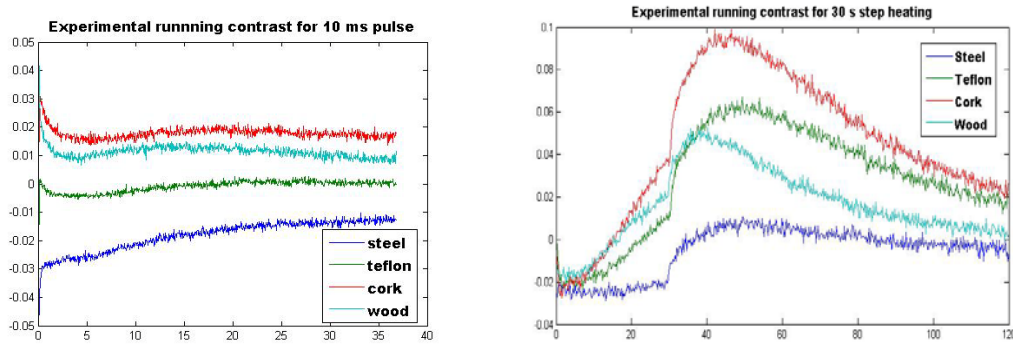 Experimental runnning contrast for 10 ms pulse
0.05
0.04
0.03
0.02
0.01
0
-0.01
-0.02
-0.03
-0.04
-0.05
0 5 10 15 20 25 30 35 40
steel
teflon
cork
wood
Experimental running contrast for 30 s step heating
0.1
0.08
0.06
0.04
0.02
0
-0.02
-0.04
0 20 40 60 80 100 120
Steel
Teflon
Cork
Wood